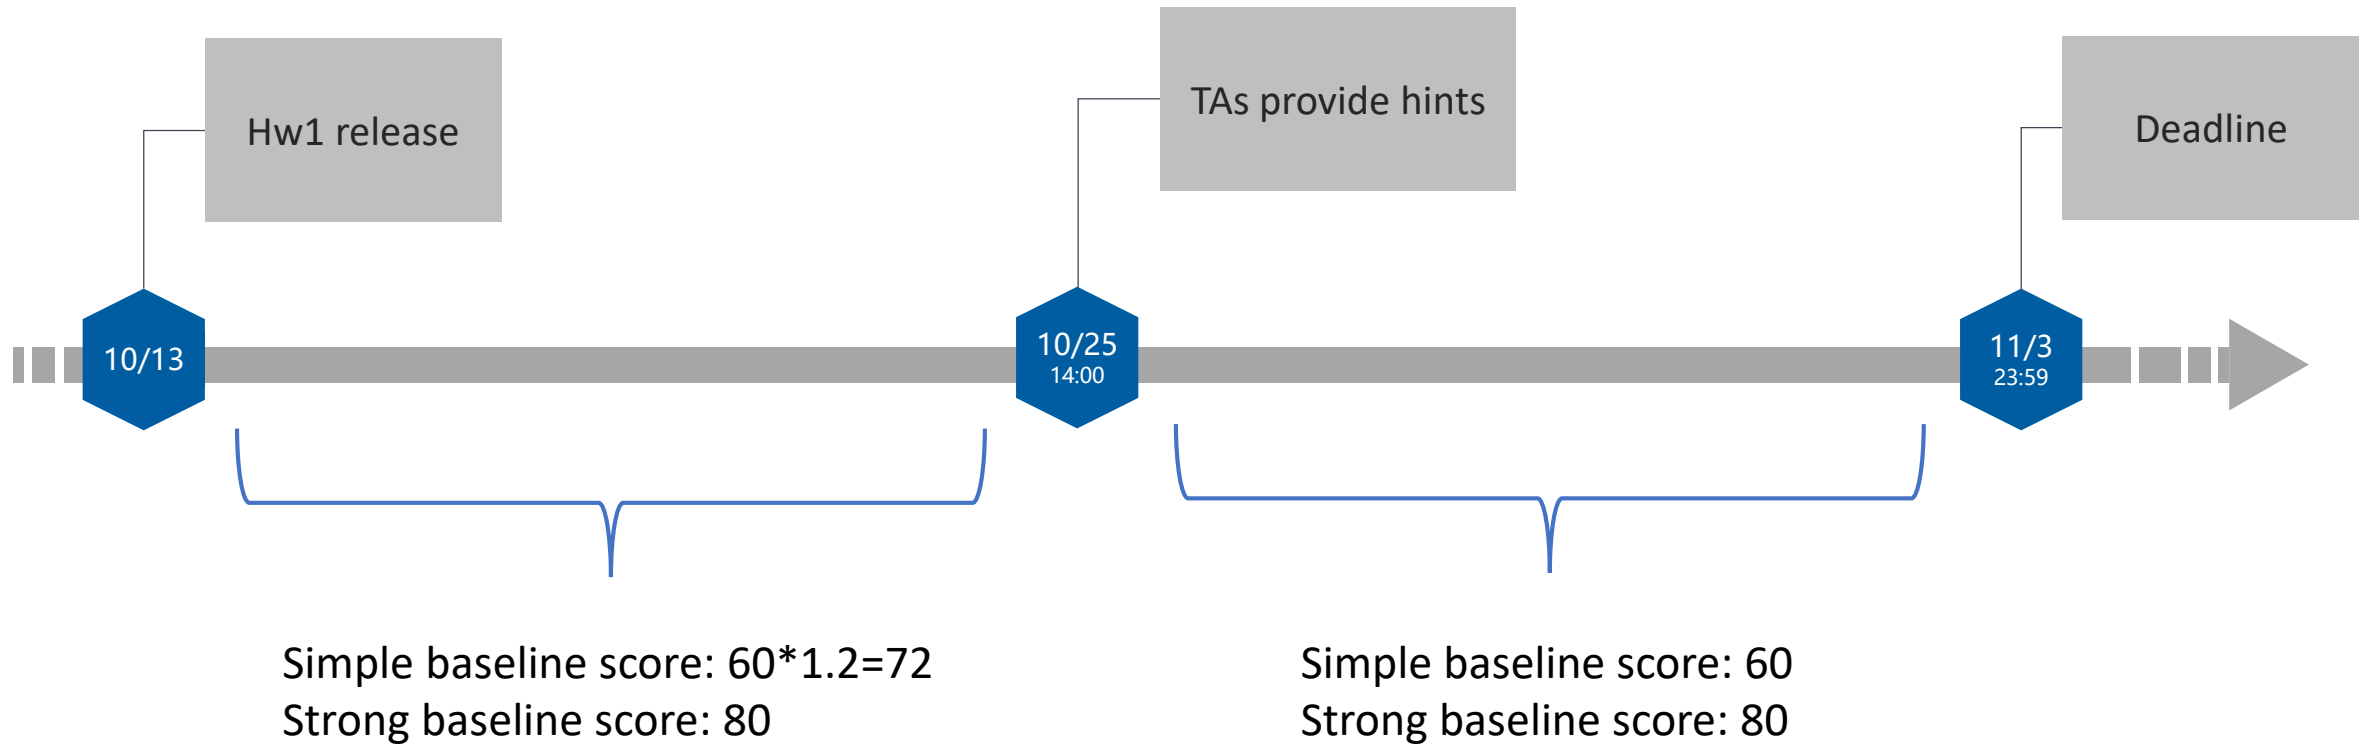 Hw1 release
TAs provide hints
Deadline
10/13
10/25
14:00
11/3
23:59
Simple baseline score: 60*1.2=72
Strong baseline score: 80
Simple baseline score: 60
Strong baseline score: 80